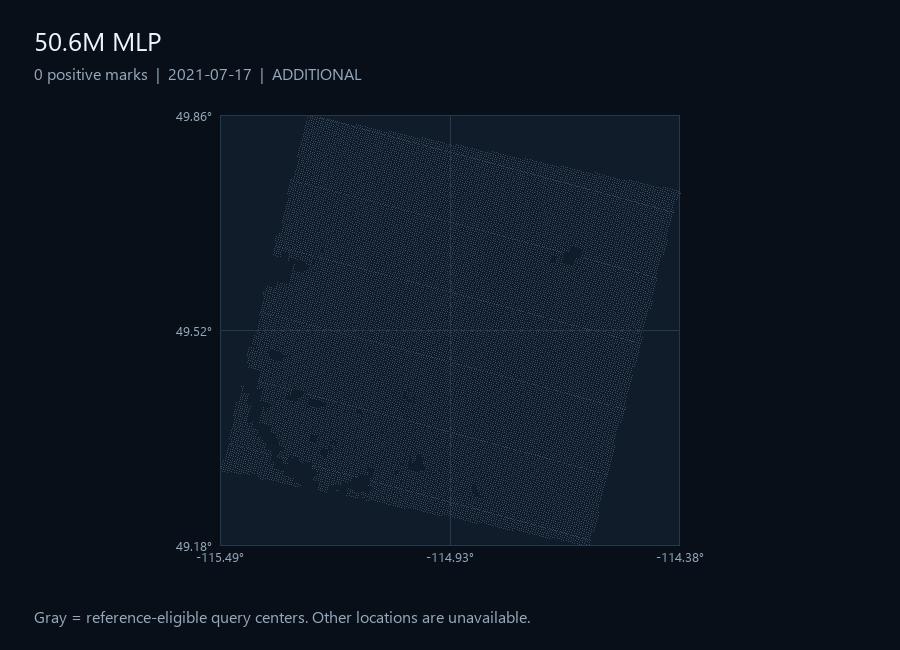 50.6M MLP
0 positive marks | 2021-07-17 | ADDITIONAL
49.86°
49.52°
49.18°
-115.49° -114.93° -114.38°
Gray = reference-eligible query centers. Other locations are unavailable.